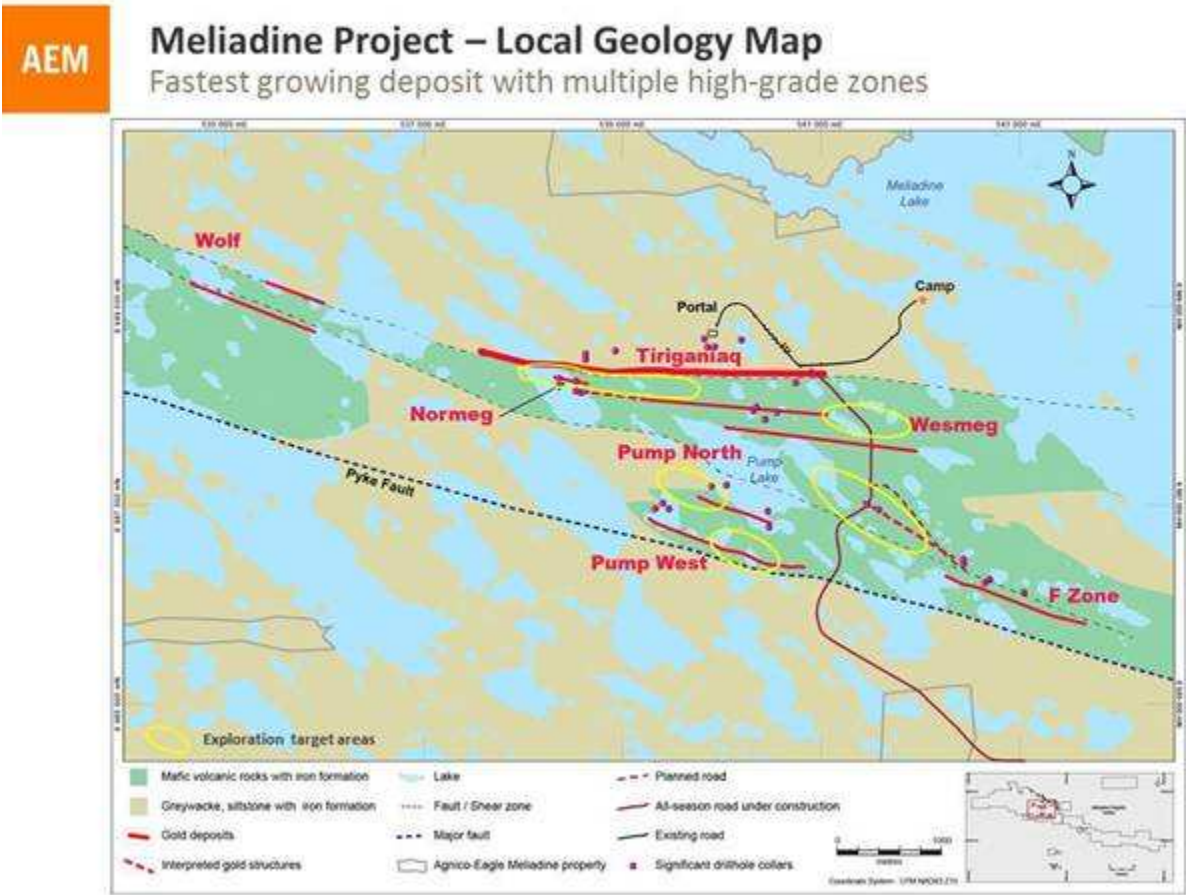 AEM
Meliadine Project – Local Geology Map
Fastest growing deposit with multiple high-grade zones
N
Meliadine
Lake
Wolf
Camp
Portal
Tiriganiaq
Normeg
Wesmeg
Pump North
Pump
Lake
Pyke Fault
Pump West
F Zone
Exploration target areas
Mafic volcanic rocks with iron formation
Lake
Planned road
Greywacke, siltstone with iron formation
Fault / Shear zone
All-season road under construction
Gold deposits
Major fault
Existing road
Interpreted gold structures
Agnico-Eagle Meliadine property
Significant drillhole collars
0 1000
metres